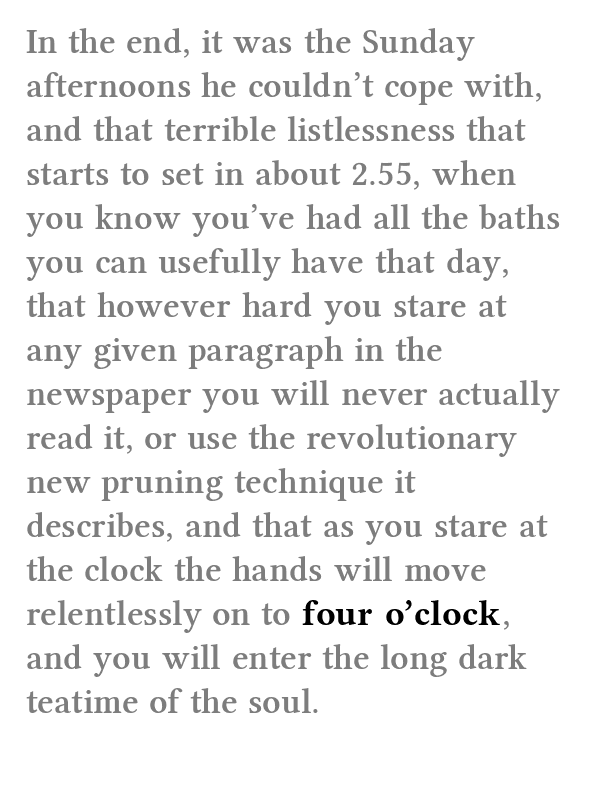 In the end, it was the Sunday
afternoons he couldn’t cope with,
and that terrible listlessness that
starts to set in about 2.55, when
you know you’ve had all the baths
you can usefully have that day,
that however hard you stare at
any given paragraph in the
newspaper you will never actually
read it, or use the revolutionary
new pruning technique it
describes, and that as you stare at
the clock the hands will move
relentlessly on to four o’clock,
and you will enter the long dark
teatime of the soul.